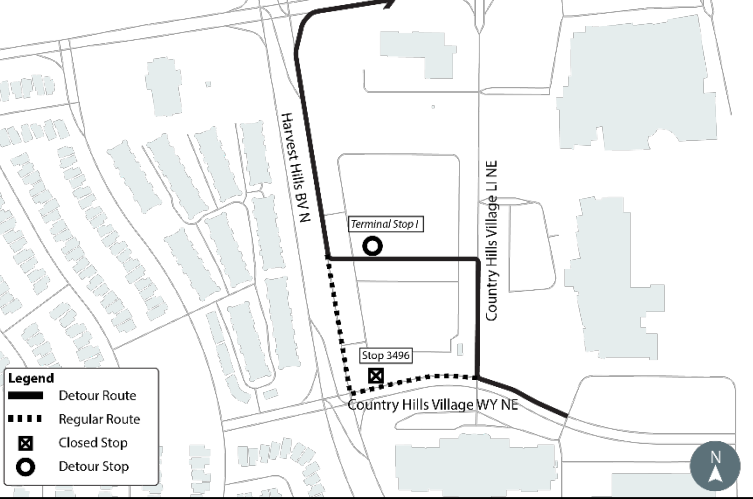 Harvest Hills BV N
Country Hills Village LI NE
Terminal Stop I
Stop 3496
Country Hills Village WY NE
Legend
Detour Route
Regular Route
Closed Stop
Detour Stop
N